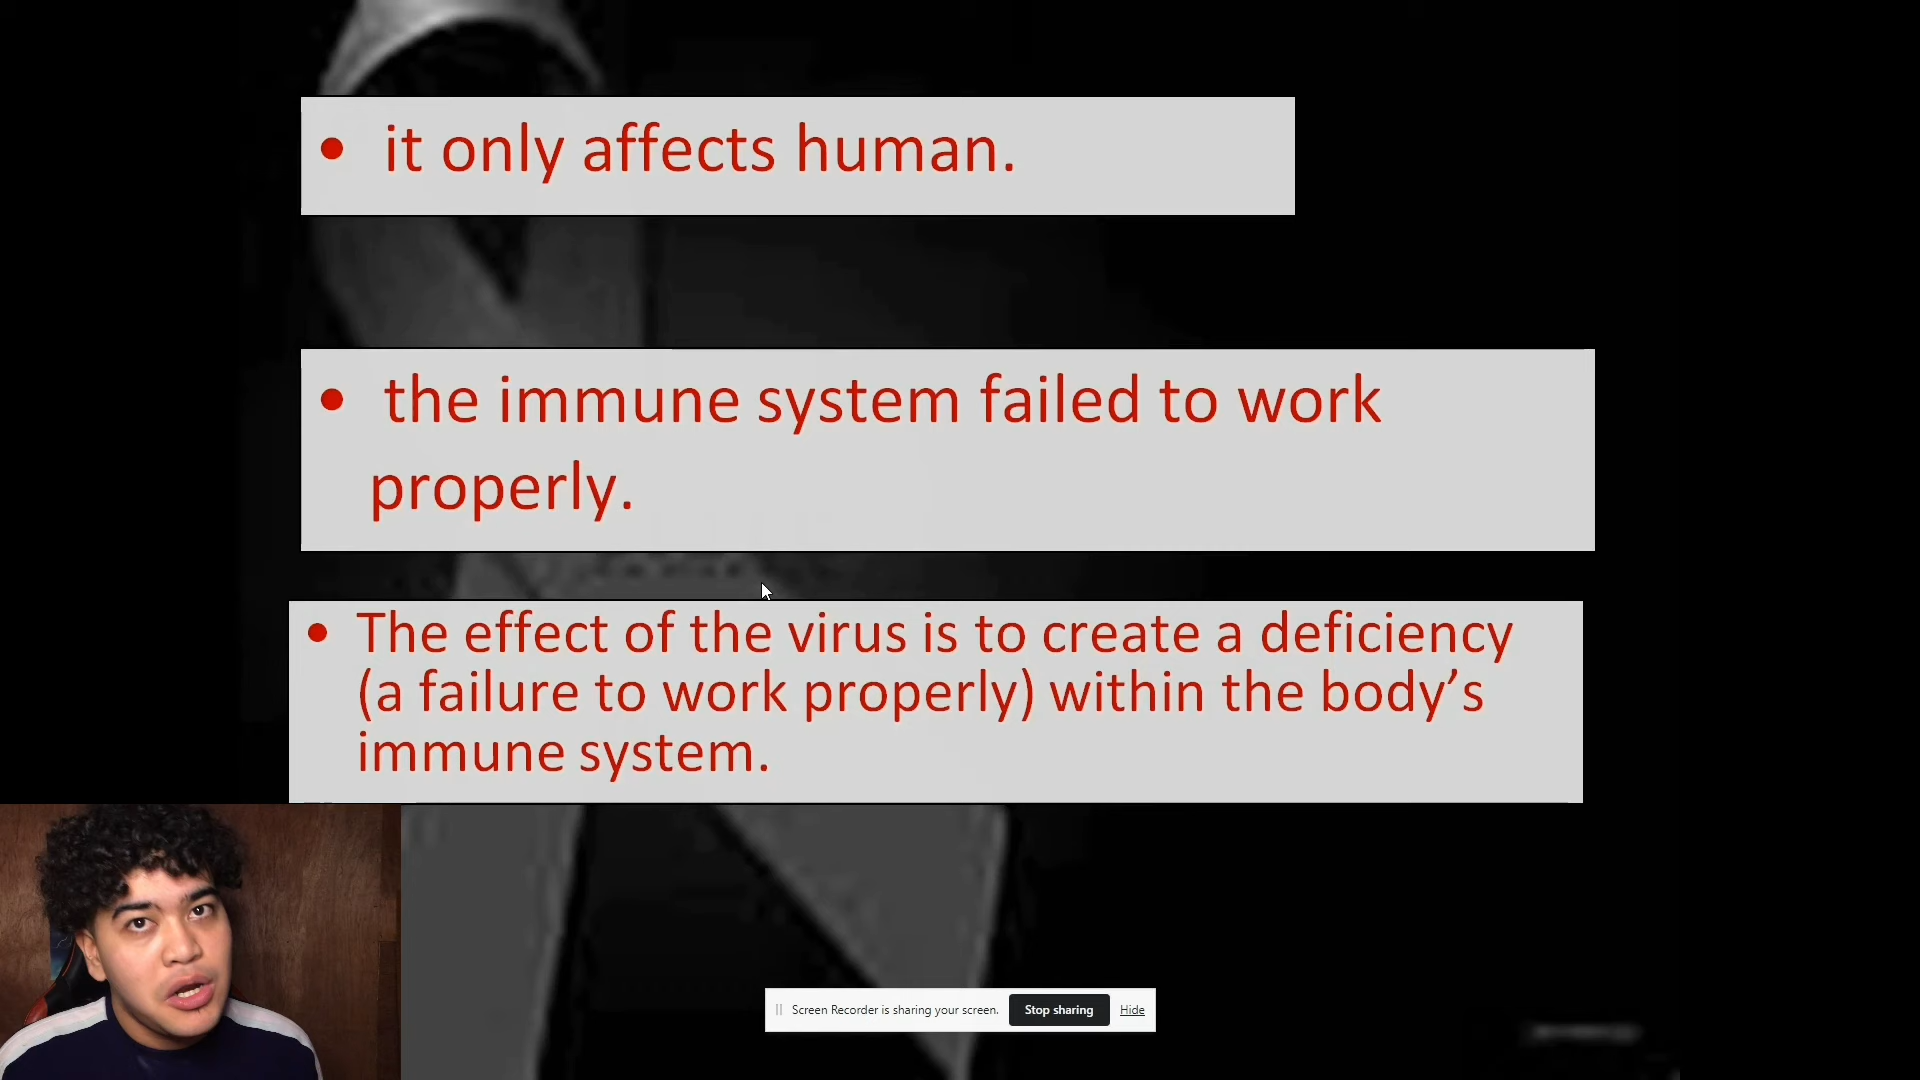 • it only affects human.
• the immune system failed to work
properly.
• The effect of the virus is to create a deficiency
(a failure to work properly) within the body’s
immune system.
Screen Recorder is sharing your screen. Stop sharing Hide